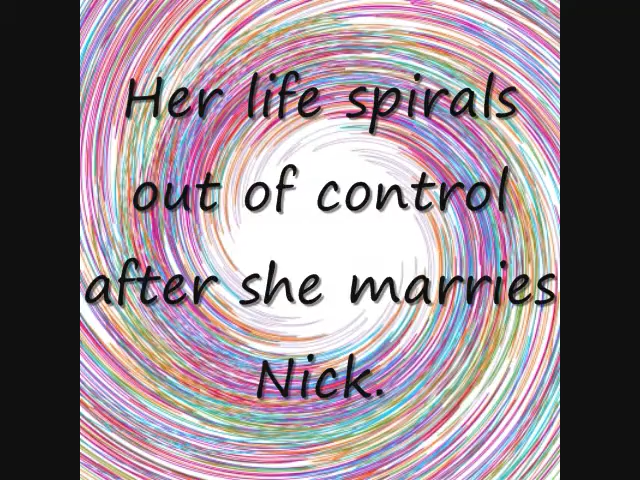 Her life spirals
out of control
after she marries
Nick.